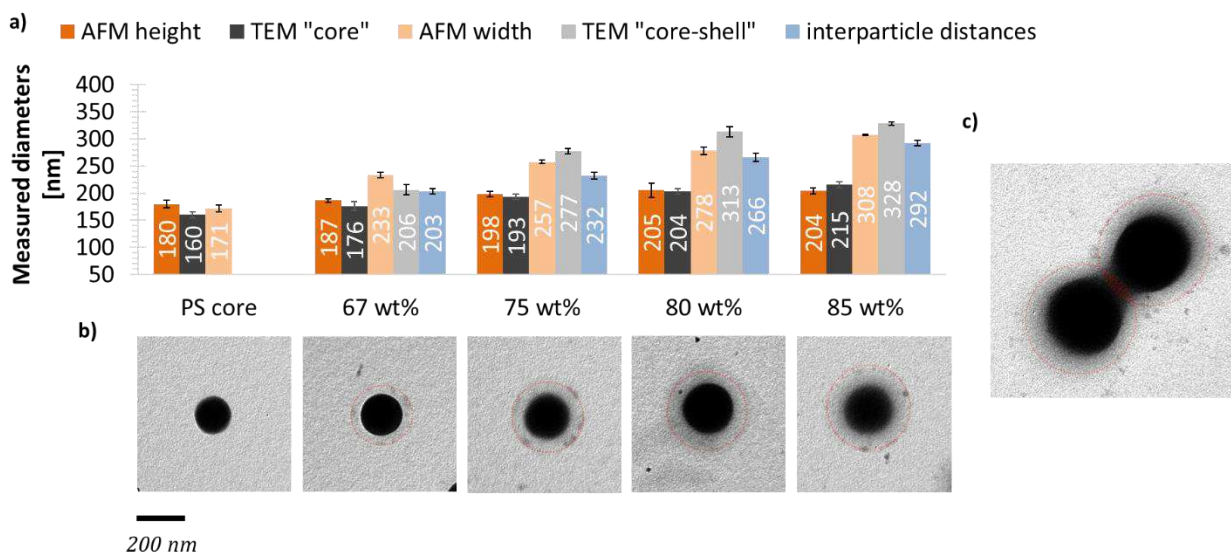 a)
AFM height TEM "core" AFM width TEM "core-shell" interparticle distances
Measured diameters [nm]
400
350
300
250
200
150
100
50
180 160 171
187 176 233 206 203
198 193 257 277 232
205 204 278 313 266
204 215 308 328 292
PS core 67 wt% 75 wt% 80 wt% 85 wt%
b)
200 nm
c)